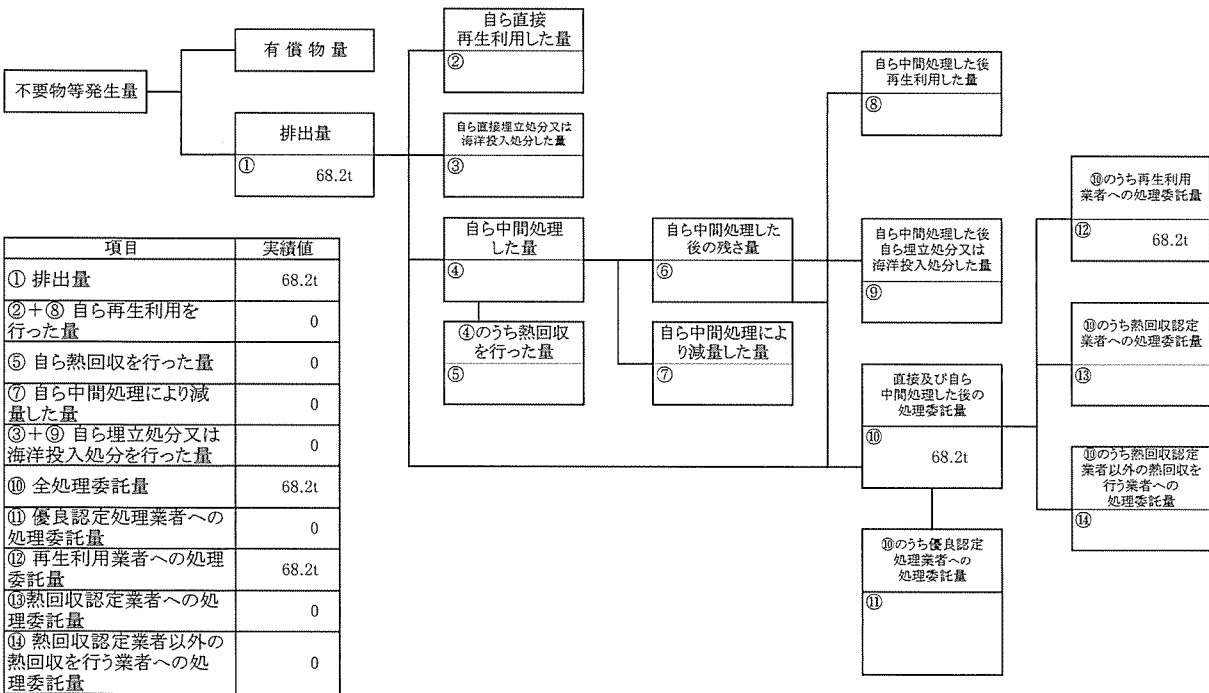 不要物等発生量
有償物量
排出量
①
68.2t
自ら直接
再生利用した量
②
自ら直接埋立処分又は
海洋投入処分した量
③
自ら中間処理
した量
④
④のうち熱回収
を行った量
⑤
自ら中間処理した
後の残さ量
⑥
自ら中間処理によ
り減量した量
⑦
自ら中間処理した後
再生利用した量
⑧
自ら中間処理した後
自ら埋立処分又は
海洋投入処分した量
⑨
直接及び自ら
中間処理した後の
処理委託量
⑩
68.2t
⑩のうち優良認定
処理業者への
処理委託量
⑪
⑩のうち再生利用
業者への処理委託量
⑫
68.2t
⑩のうち熱回収認定
業者への処理委託量
⑬
⑩のうち熱回収認定
業者以外の熱回収を
行う業者への
処理委託量
⑭
項目 実績値
① 排出量 68.2t
②+⑧ 自ら再生利用を
行った量 0
⑤ 自ら熱回収を行った量 0
⑦ 自ら中間処理により減
量した量 0
③+⑨ 自ら埋立処分又は
海洋投入処分を行った量 0
⑩ 全処理委託量 68.2t
⑪ 優良認定処理業者への
処理委託量 0
⑫ 再生利用業者への処理
委託量 68.2t
⑬熱回収認定業者への処
理委託量 0
⑭ 熱回収認定業者以外の
熱回収を行う業者への処
理委託量 0